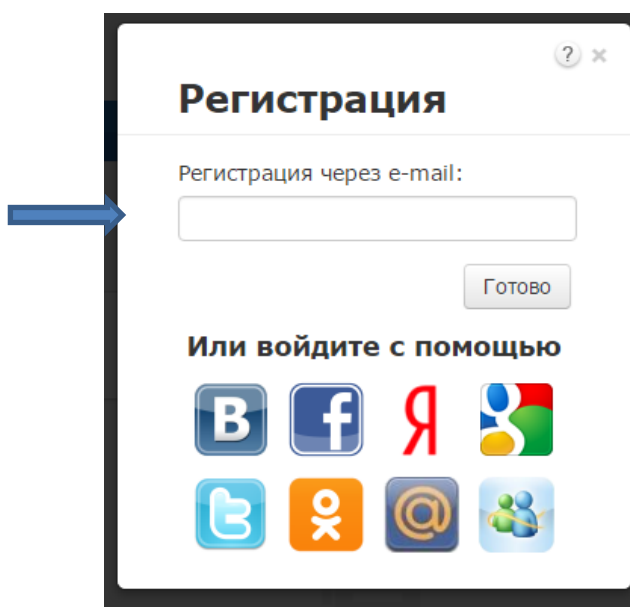 ?
Регистрация
Регистрация через e-mail:
Готово
Или войдите с помощью
B f Я g
t @